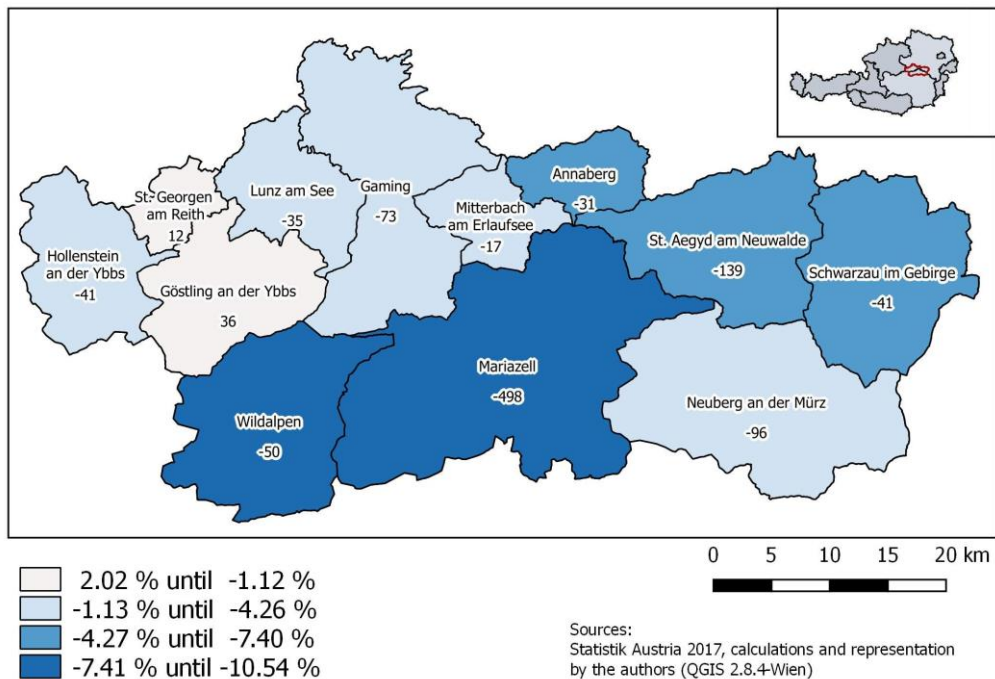 St. Georgen
am Reith
12
Lunz am See
-35
Gaming
-73
Annaberg
-31
Mitterbach
am Erlaufsee
-17
Hollenstein
an der Ybbs
-41
Göstling an der Ybbs
36
St. Aegyd am Neuwalde
-139
Schwarzau im Gebirge
-41
Mariazell
-498
Wildalpen
-50
Neuberg an der Mürz
-96
0 5 10 15 20 km
2.02 % until -1.12 %
-1.13 % until -4.26 %
-4.27 % until -7.40 %
-7.41 % until -10.54 %
Sources:
Statistik Austria 2017, calculations and representation
by the authors (QGIS 2.8.4-Wien)